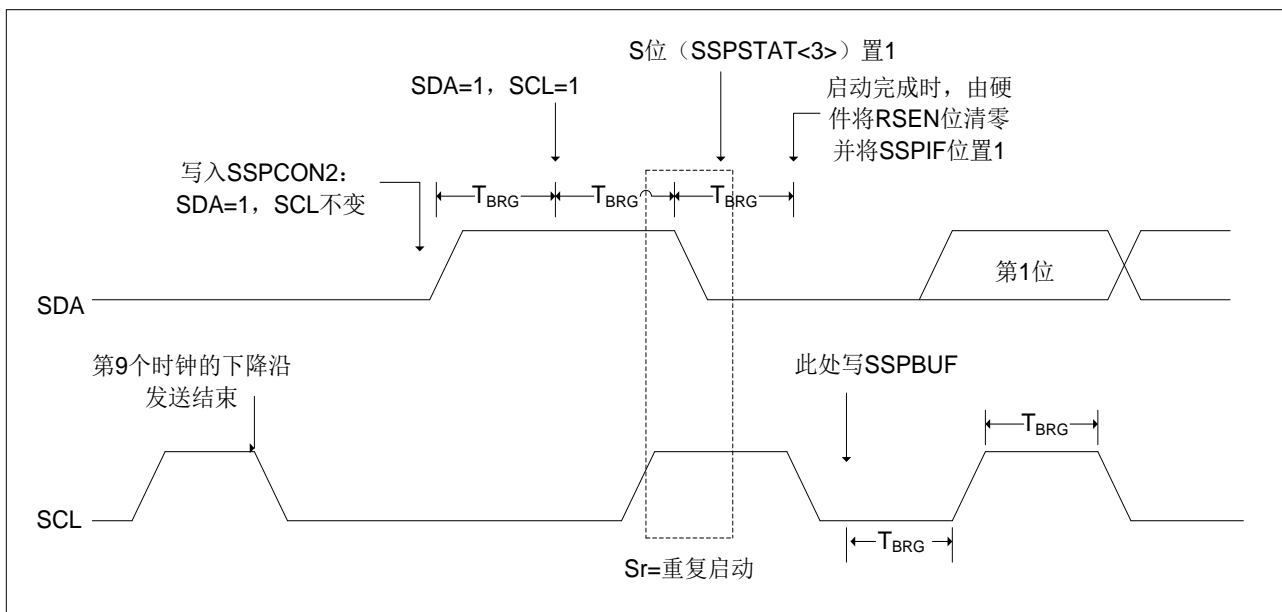 S位（SSPSTAT<3>）置1
SDA=1，SCL=1
启动完成时，由硬
件将RSEN位清零
并将SSPIF位置1
写入SSPCON2：
SDA=1，SCL不变
TBRG
TBRG
TBRG
第1位
SDA
第9个时钟的下降沿
发送结束
此处写SSPBUF
TBRG
SCL
TBRG
Sr=重复启动